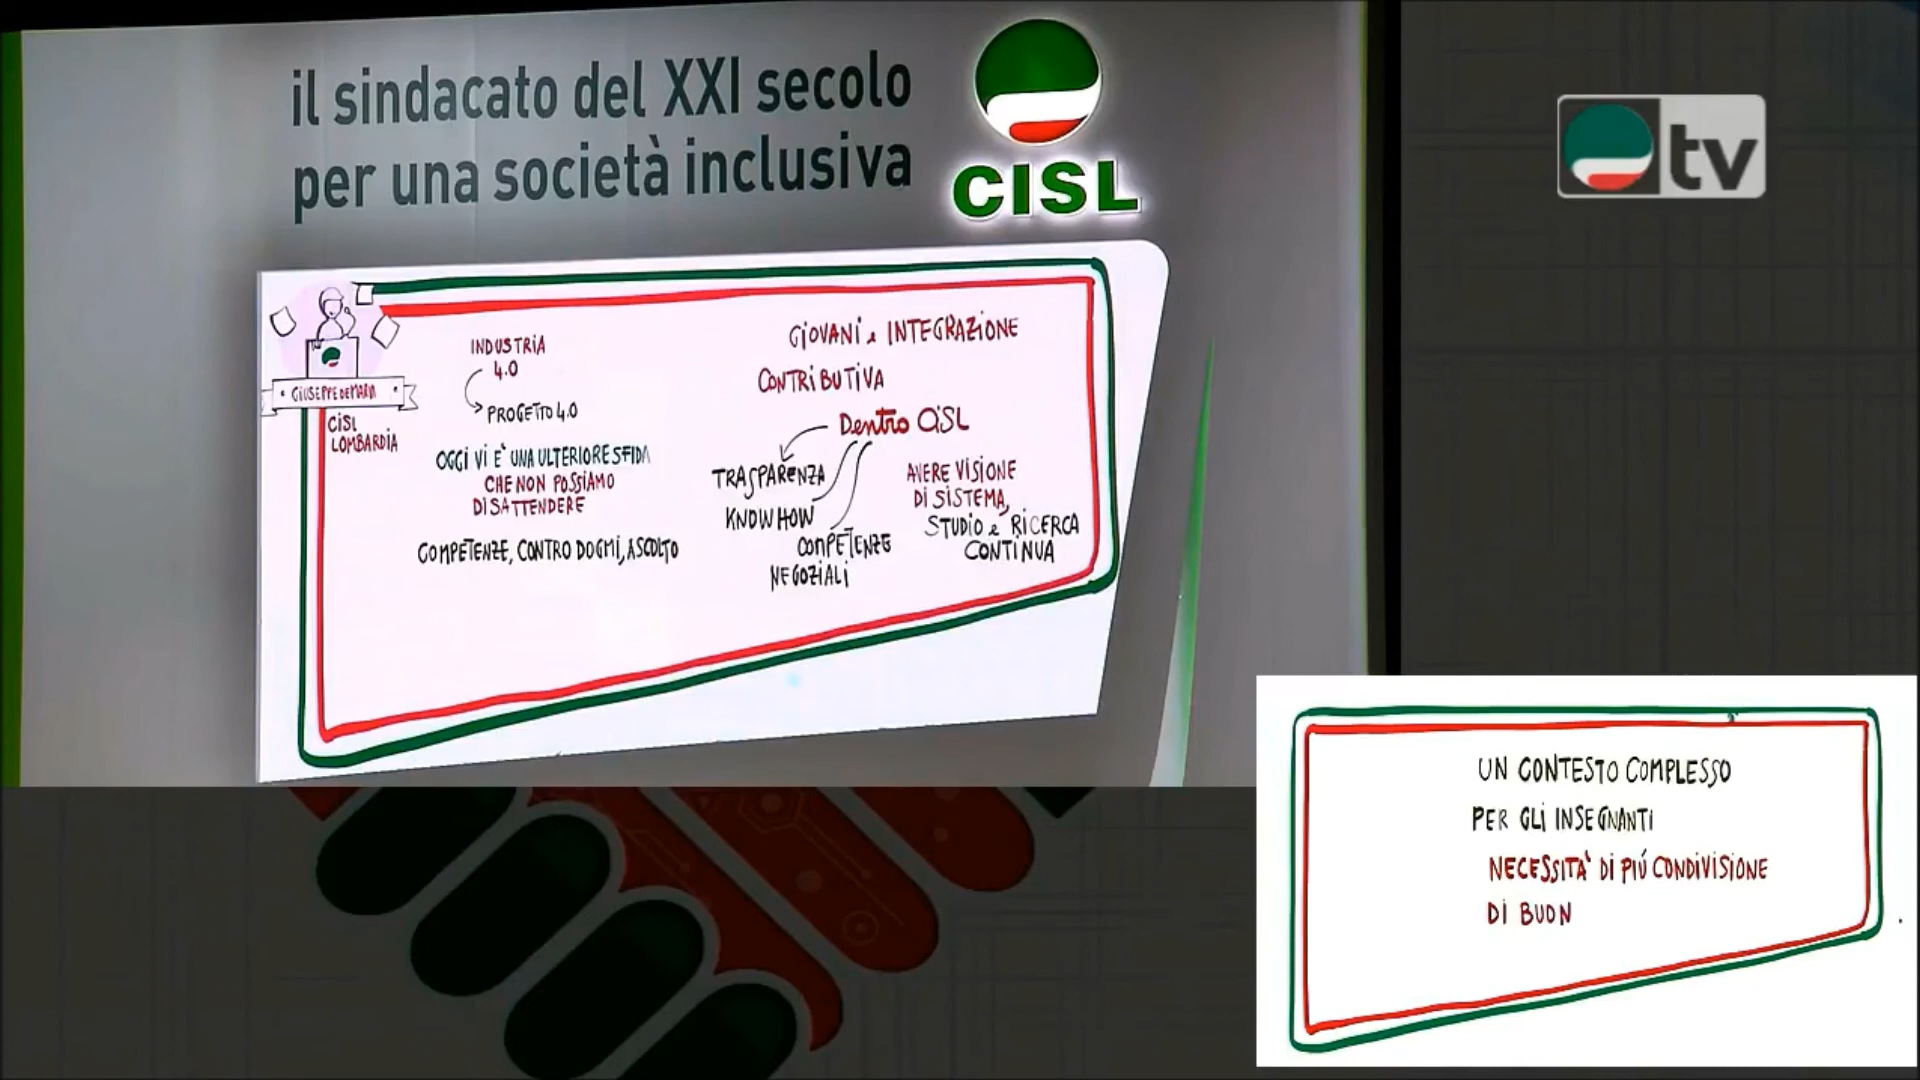 il sindacato del XXI secolo
per una società inclusiva
CISL
tv
GIUSEPPE DE MARIA
CISL
LOMBARDIA
INDUSTRIA
4.0
PROGETTO 4.0
OGGI VI E' UNA ULTERIORE SFIDA
CHE NON POSSIAMO
DISATTENDERE
COMPETENZE, CONTRO DOGMI, ASCOLTO
GIOVANI e INTEGRAZIONE
CONTRIBUTIVA
Dentro CISL
TRASPARENZA
KNOW HOW
COMPETENZE
NEGOZIALI
AVERE VISIONE
DI SISTEMA,
STUDIO e RICERCA
CONTINUA
UN CONTESTO COMPLESSO
PER GLI INSEGNANTI
NECESSITA' DI PIÚ CONDIVISIONE
DI BUON